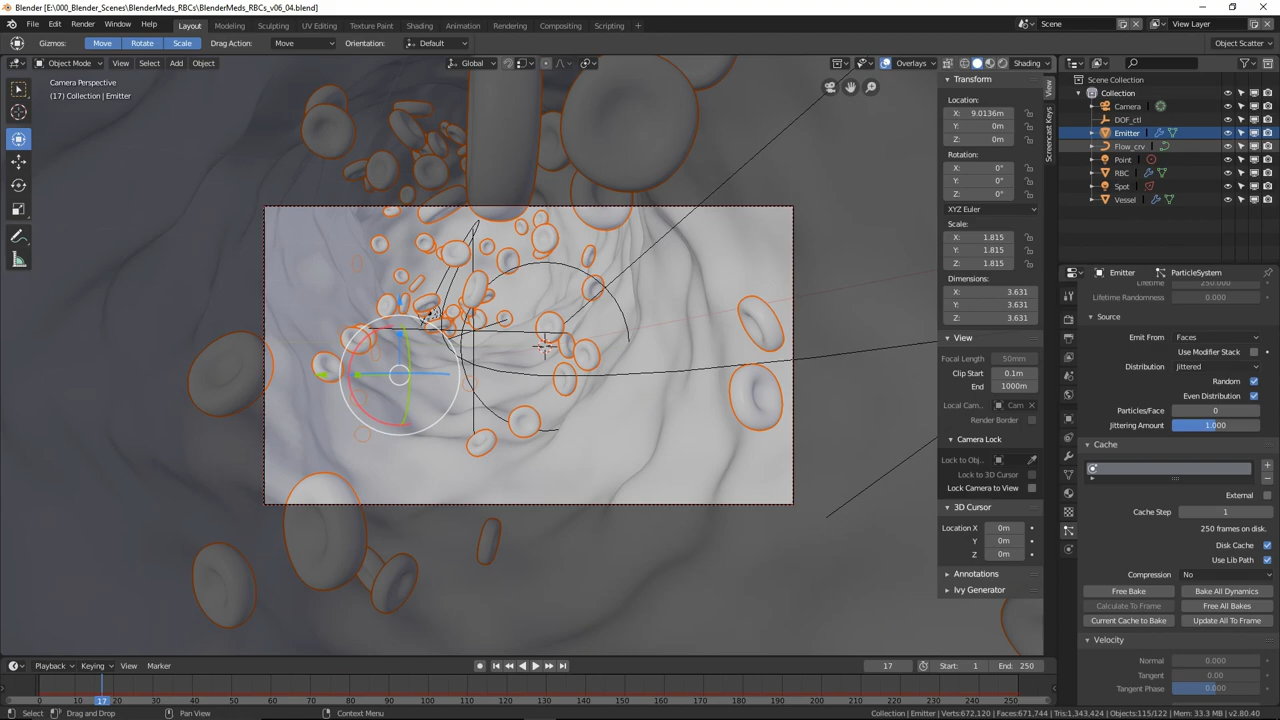 Blender [E:\000_Blender_Scenes\BlenderMeds_RBCs\BlenderMeds_RBCs_v06_04.blend]
File Edit Render Window Help Layout Modeling Sculpting UV Editing Texture Paint Shading Animation Rendering Compositing Scripting + Scene View Layer
Gizmos: Move Rotate Scale Drag Action: Move Orientation: Default Object Scatter
Object Mode View Select Add Object Global Overlays Shading
Camera Perspective
(17) Collection | Emitter
Transform
Location:
X: 9.0136m
Y: 0m
Z: 0m
Rotation:
X: 0°
Y: 0°
Z: 0°
XYZ Euler
Scale:
X: 1.815
Y: 1.815
Z: 1.815
Dimensions:
X: 3.631
Y: 3.631
Z: 3.631
View
Focal Length 50mm
Clip Start 0.1m
End 1000m
Local Cam... Cam
Render Border
Camera Lock
Lock to Obj..
Lock to 3D Cursor
Lock Camera to View
3D Cursor
Location X 0m
Y 0m
Z 0m
Annotations
Ivy Generator
View
Screencast Keys
Scene Collection
Collection
Camera
DOF_ctl
Emitter
Flow_crv
Point
RBC
Spot
Vessel
Emitter ParticleSystem
Lifetime 250.000
Lifetime Randomness 0.000
Source
Emit From Faces
Use Modifier Stack
Distribution Jittered
Random
Even Distribution
Particles/Face 0
Jittering Amount 1.000
Cache
External
Cache Step 1
250 frames on disk.
Disk Cache
Use Lib Path
Compression No
Free Bake Bake All Dynamics
Calculate To Frame Free All Bakes
Current Cache to Bake Update All To Frame
Velocity
Normal 0.000
Tangent 0.00
Tangent Phase 0.000
Playback Keying View Marker 17 Start: 1 End: 250
0 10 17 20 30 40 50 60 70 80 90 100 110 120 130 140 150 160 170 180 190 200 210 220 230 240 250
Select Drag and Drop Pan View Context Menu Collection | Emitter | Verts:672,120 | Faces:671,744 | Tris:1,343,424 | Objects:115/122 | Mem: 33.3 MB | v2.80.40